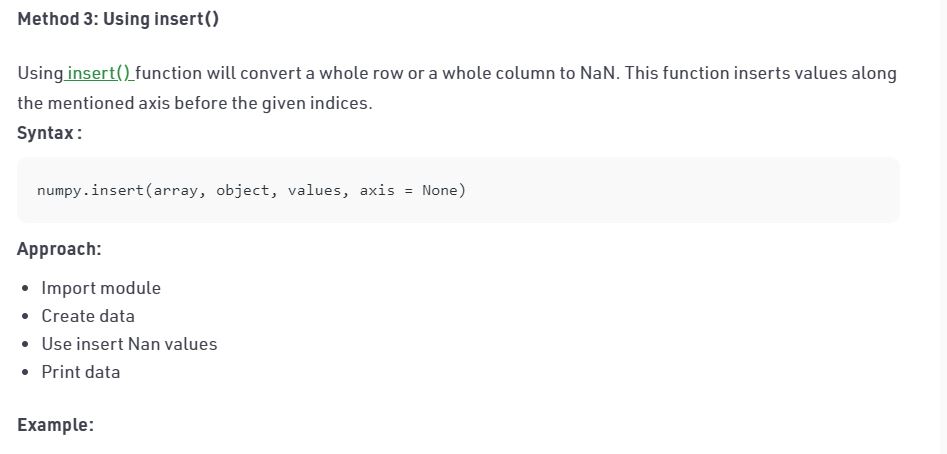 Method 3: Using insert()
Using insert() function will convert a whole row or a whole column to NaN. This function inserts values along
the mentioned axis before the given indices.
Syntax :
numpy.insert(array, object, values, axis = None)
Approach:
• Import module
• Create data
• Use insert Nan values
• Print data
Example: